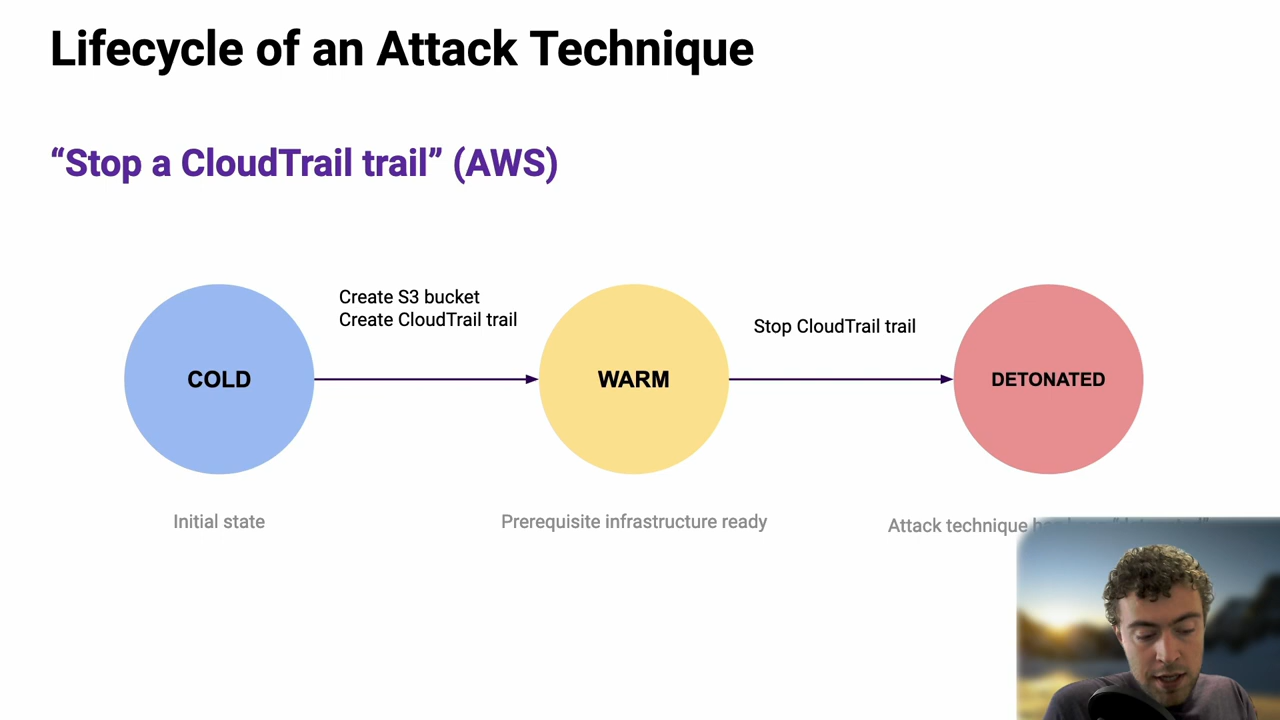 Lifecycle of an Attack Technique
“Stop a CloudTrail trail” (AWS)
Create S3 bucket
Create CloudTrail trail
Stop CloudTrail trail
COLD
WARM
DETONATED
Initial state
Prerequisite infrastructure ready
Attack technique